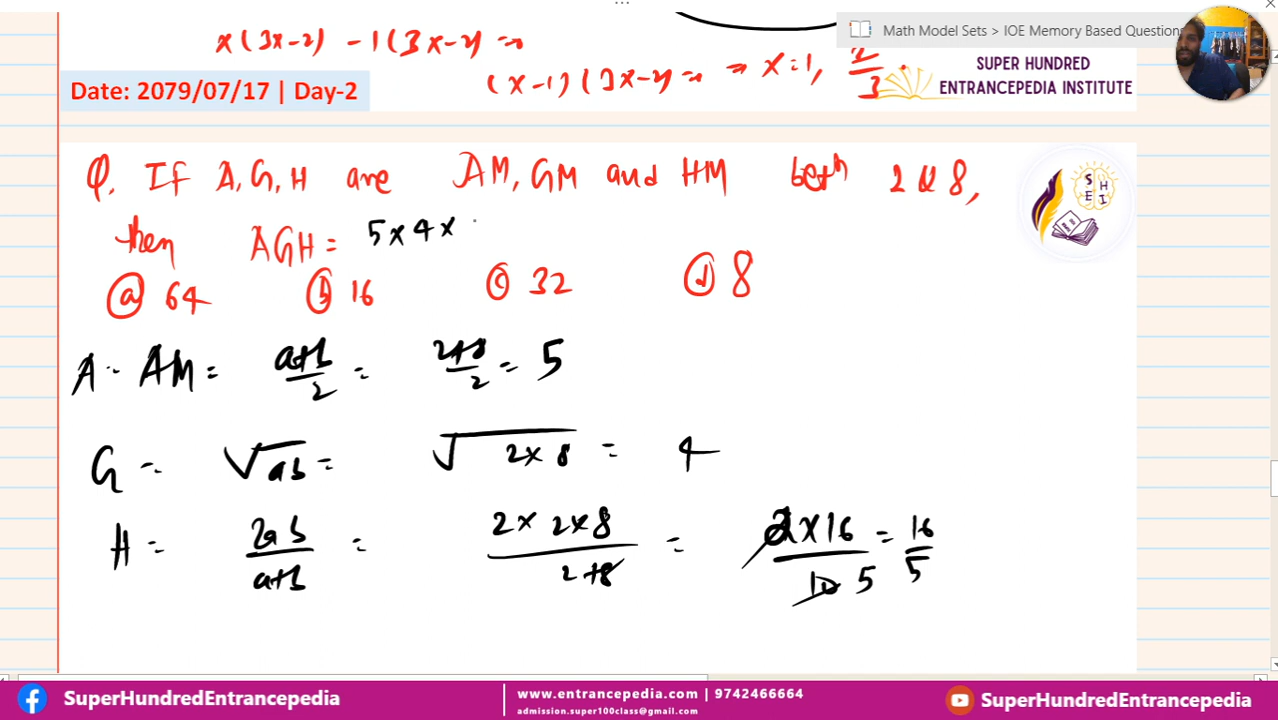 x(3x-2) -1(3x-2) =0
(x-1)(3x-2)=0 => x=1, 2/3.
Math Model Sets > IOE Memory Based Questions
Date: 2079/07/17 | Day-2
SUPER HUNDRED
ENTRANCEPEDIA INSTITUTE
Q. If A,G,H are AM, GM and HM betn 2 & 8,
then AGH = 5×4×
ⓐ 64 ⓑ 16 ⓒ 32 ⓓ 8
S H
E I
A = AM = a+b/2 = 2+8/2 = 5
G = √ab = √2×8 = 4
H = 2ab/a+b = 2×2×8/2+8 = 2×16/10 5 = 16/5
SuperHundredEntrancepedia
www.entrancepedia.com | 9742466664
admission.super100class@gmail.com
SuperHundredEntrancepedia